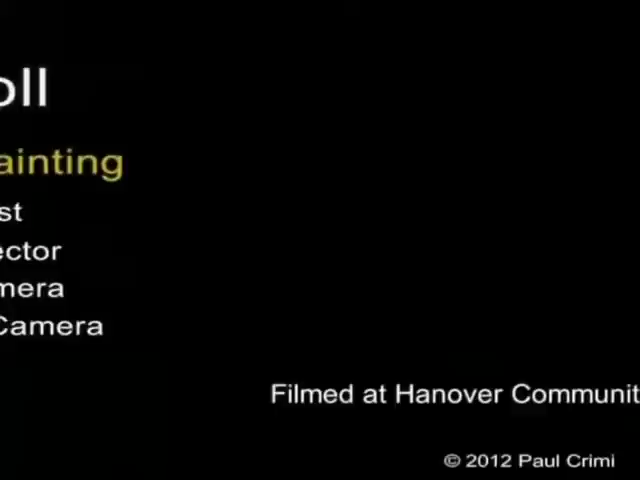 oll
ainting
st
ector
mera
Camera
Filmed at Hanover Communit
© 2012 Paul Crimi